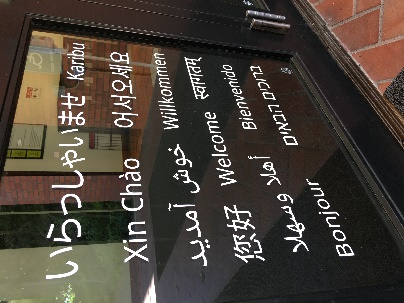 いらっしゃいませ Karibu
Xin Chào 어서오세요
خوش آمدید Willkommen
您好 Welcome स्वागतम्
أهلا وسهلا Bienvenido
Bonjour ברוכים הבאים